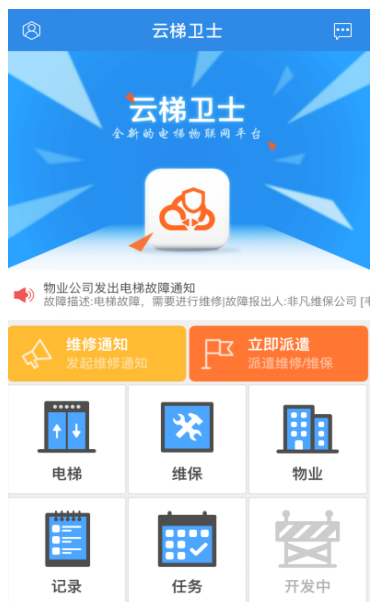 云梯卫士
云梯卫士
全新的电梯物联网平台
物业公司发出电梯故障通知
故障描述:电梯故障，需要进行维修|故障报出人:非凡维保公司 [韦
维修通知
发起维修通知
立即派遣
派遣维修/维保
电梯
维保
物业
记录
任务
开发中